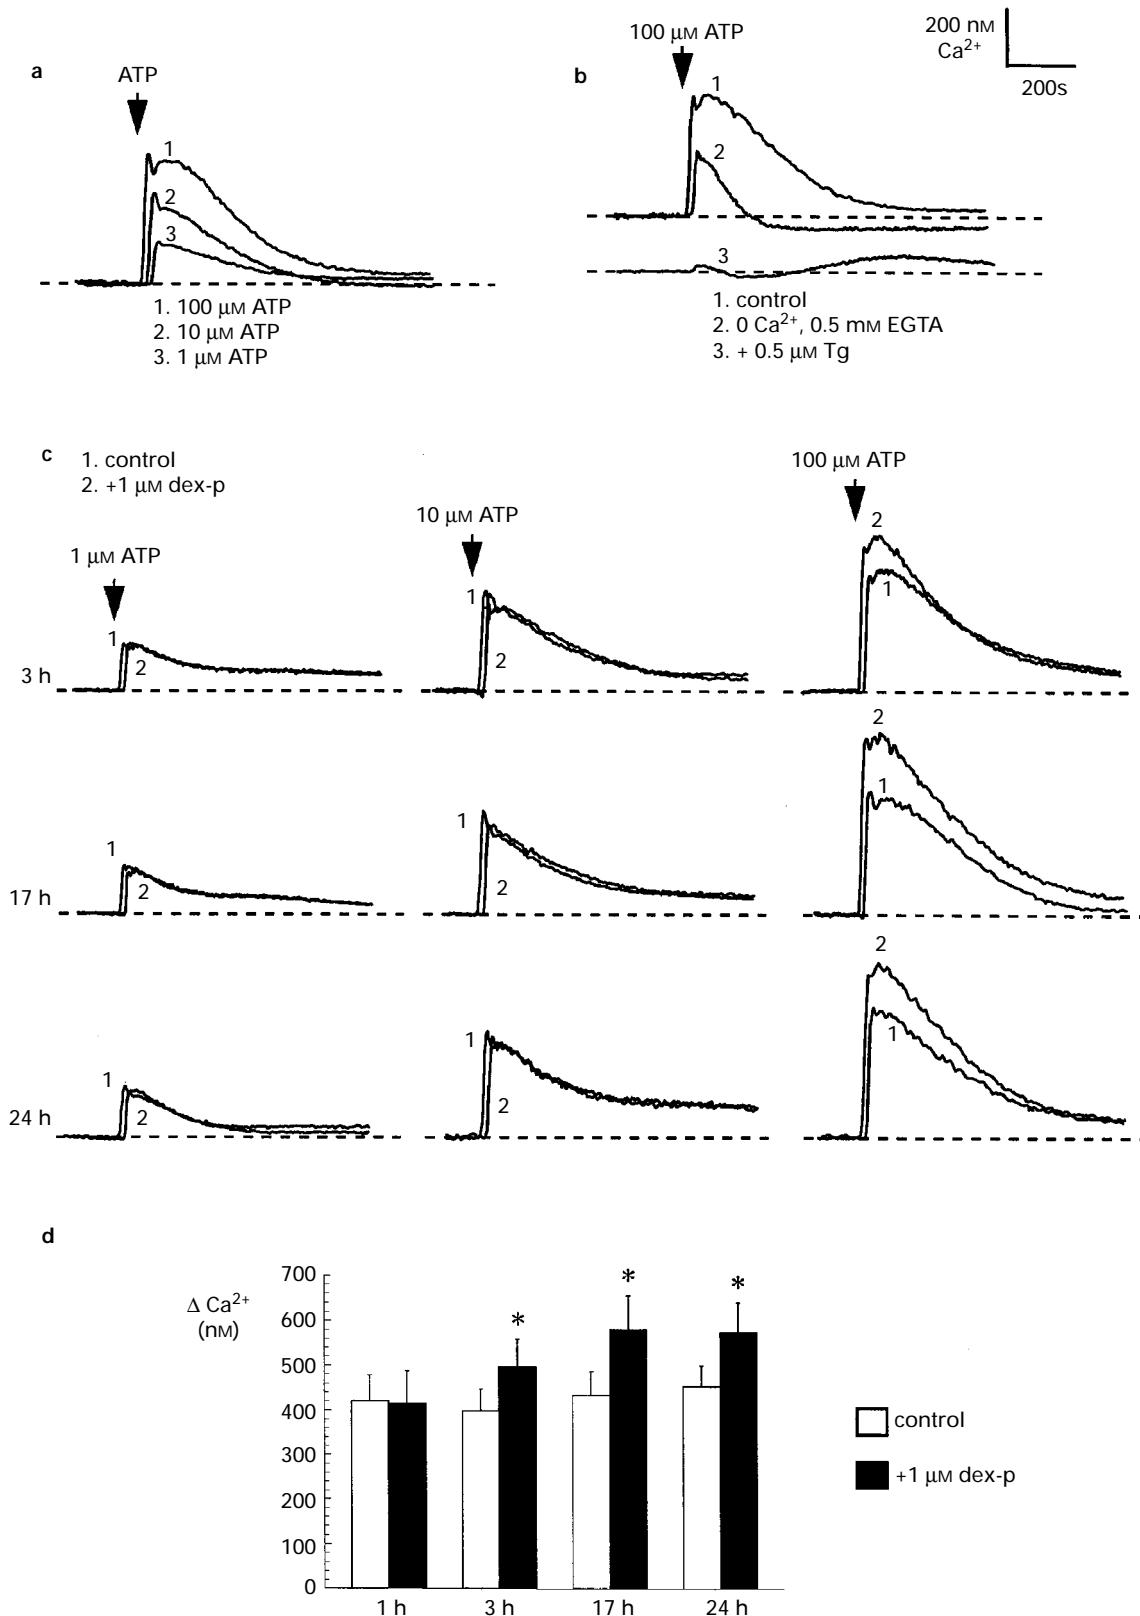 a
ATP
1
2
3
1. 100 µM ATP
2. 10 µM ATP
3. 1 µM ATP
b
100 µM ATP
200 nM
Ca²⁺
200s
1
2
3
1. control
2. 0 Ca²⁺, 0.5 mM EGTA
3. + 0.5 µM Tg
c
1. control
2. +1 µM dex-p
1 µM ATP
10 µM ATP
100 µM ATP
3 h
1
2
1
2
2
1
17 h
1
2
1
2
2
1
24 h
1
2
1
2
2
1
d
Δ Ca²⁺
(nM)
700
600
500
400
300
200
100
0
*
*
*
1 h
3 h
17 h
24 h
control
+1 µM dex-p